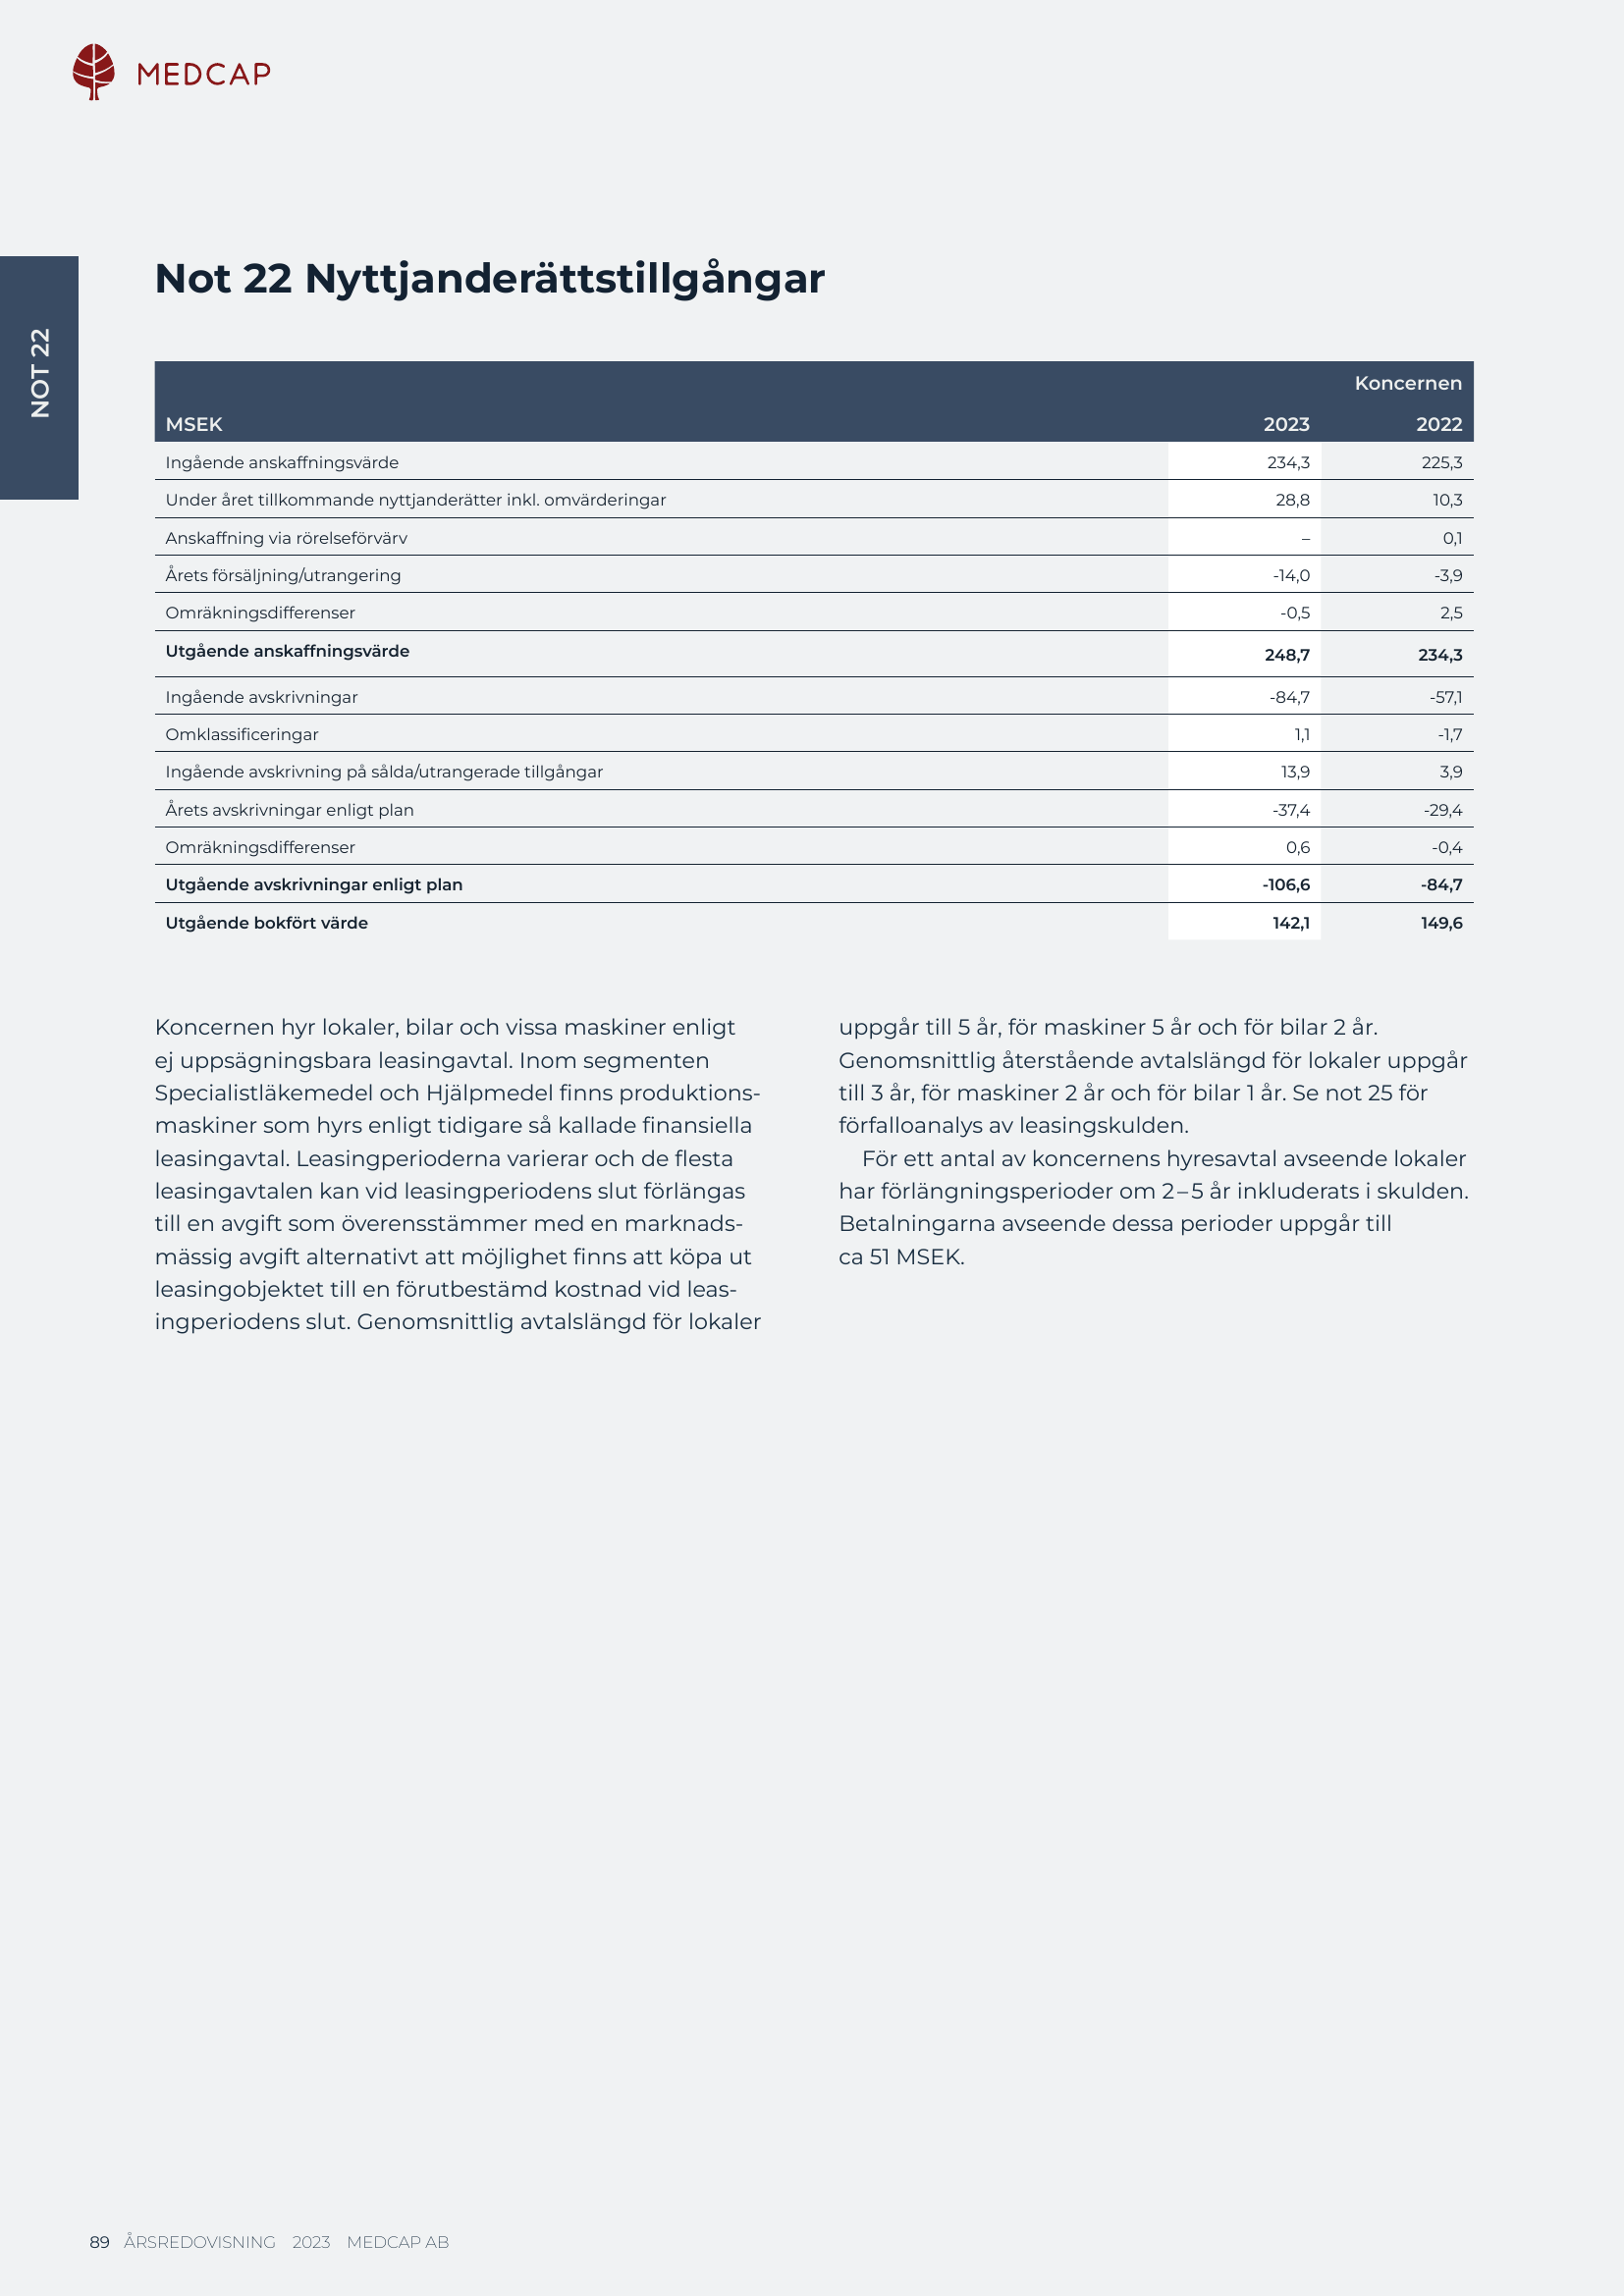 MEDCAP
NOT 22
Not 22 Nyttjanderättstillgångar
Koncernen
MSEK 2023 2022
Ingående anskaffningsvärde 234,3 225,3
Under året tillkommande nyttjanderätter inkl. omvärderingar 28,8 10,3
Anskaffning via rörelseförvärv – 0,1
Årets försäljning/utrangering -14,0 -3,9
Omräkningsdifferenser -0,5 2,5
Utgående anskaffningsvärde 248,7 234,3
Ingående avskrivningar -84,7 -57,1
Omklassificeringar 1,1 -1,7
Ingående avskrivning på sålda/utrangerade tillgångar 13,9 3,9
Årets avskrivningar enligt plan -37,4 -29,4
Omräkningsdifferenser 0,6 -0,4
Utgående avskrivningar enligt plan -106,6 -84,7
Utgående bokfört värde 142,1 149,6
Koncernen hyr lokaler, bilar och vissa maskiner enligt
ej uppsägningsbara leasingavtal. Inom segmenten
Specialistläkemedel och Hjälpmedel finns produktions-
maskiner som hyrs enligt tidigare så kallade finansiella
leasingavtal. Leasingperioderna varierar och de flesta
leasingavtalen kan vid leasingperiodens slut förlängas
till en avgift som överensstämmer med en marknads-
mässig avgift alternativt att möjlighet finns att köpa ut
leasingobjektet till en förutbestämd kostnad vid leas-
ingperiodens slut. Genomsnittlig avtalslängd för lokaler
uppgår till 5 år, för maskiner 5 år och för bilar 2 år.
Genomsnittlig återstående avtalslängd för lokaler uppgår
till 3 år, för maskiner 2 år och för bilar 1 år. Se not 25 för
förfalloanalys av leasingskulden.
För ett antal av koncernens hyresavtal avseende lokaler
har förlängningsperioder om 2–5 år inkluderats i skulden.
Betalningarna avseende dessa perioder uppgår till
ca 51 MSEK.
89 ÅRSREDOVISNING 2023 MEDCAP AB